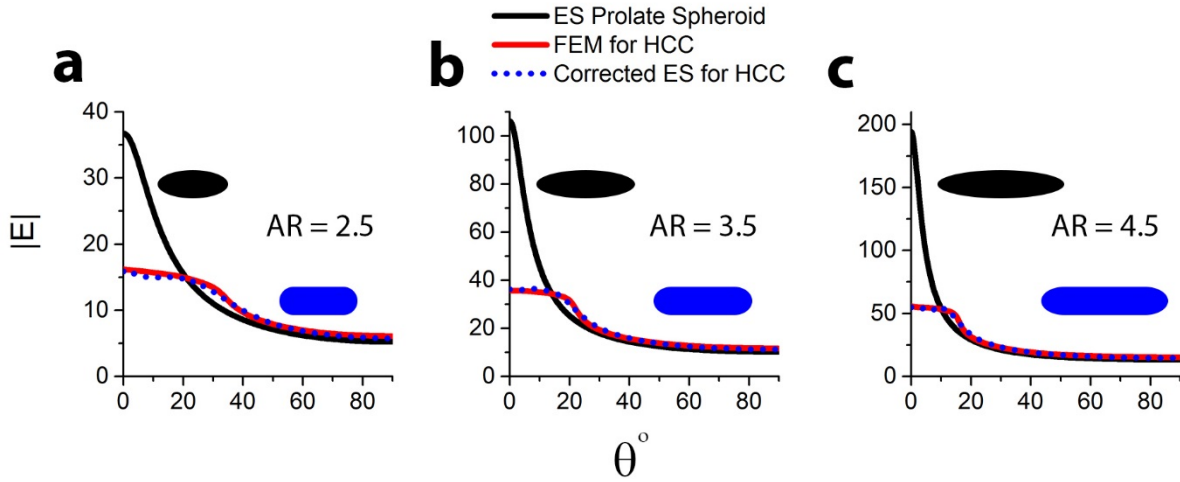 ES Prolate Spheroid
FEM for HCC
Corrected ES for HCC
a
b
c
|E|
40
30
20
10
0
AR = 2.5
0 20 40 60 80
100
80
60
40
20
0
AR = 3.5
0 20 40 60 80
200
150
100
50
0
AR = 4.5
0 20 40 60 80
θ°